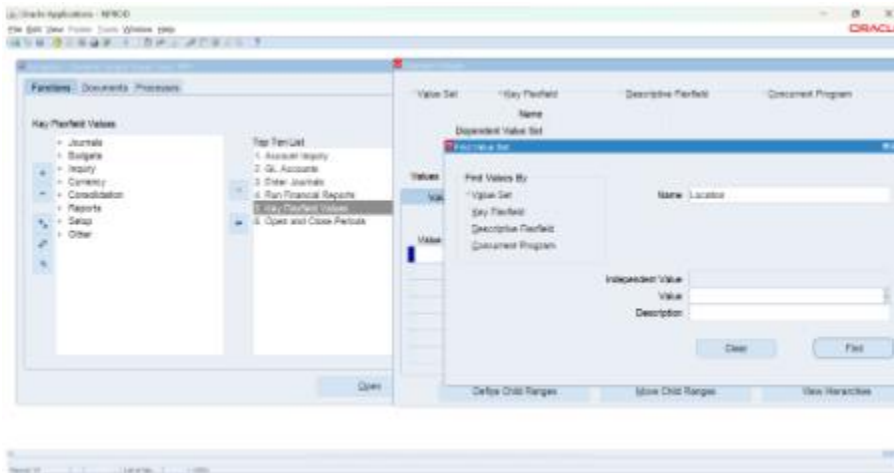 Oracle Applications - NPROD
File Edit View Folder Tools Window Help
ORACLE
Functions Documents Processes
Key Flexfield Values
+ Journals
+ Budgets
+ Inquiry
+ Currency
+ Consolidation
+ Reports
+ Setup
+ Other
Top Ten List
1. Account Inquiry
2. GL Accounts
3. Enter Journals
4. Run Financial Reports
5. Key Flexfield Values
6. Open and Close Periods
Open
Value Set Key Flexfield Descriptive Flexfield Concurrent Program
Name
Dependent Value Set
Values
Value
Find Value Set
Find Values By
Value Set
Key Flexfield
Descriptive Flexfield
Concurrent Program
Name Location
Independent Value
Value
Description
Clear Find
Define Child Ranges Move Child Ranges View Hierarchies